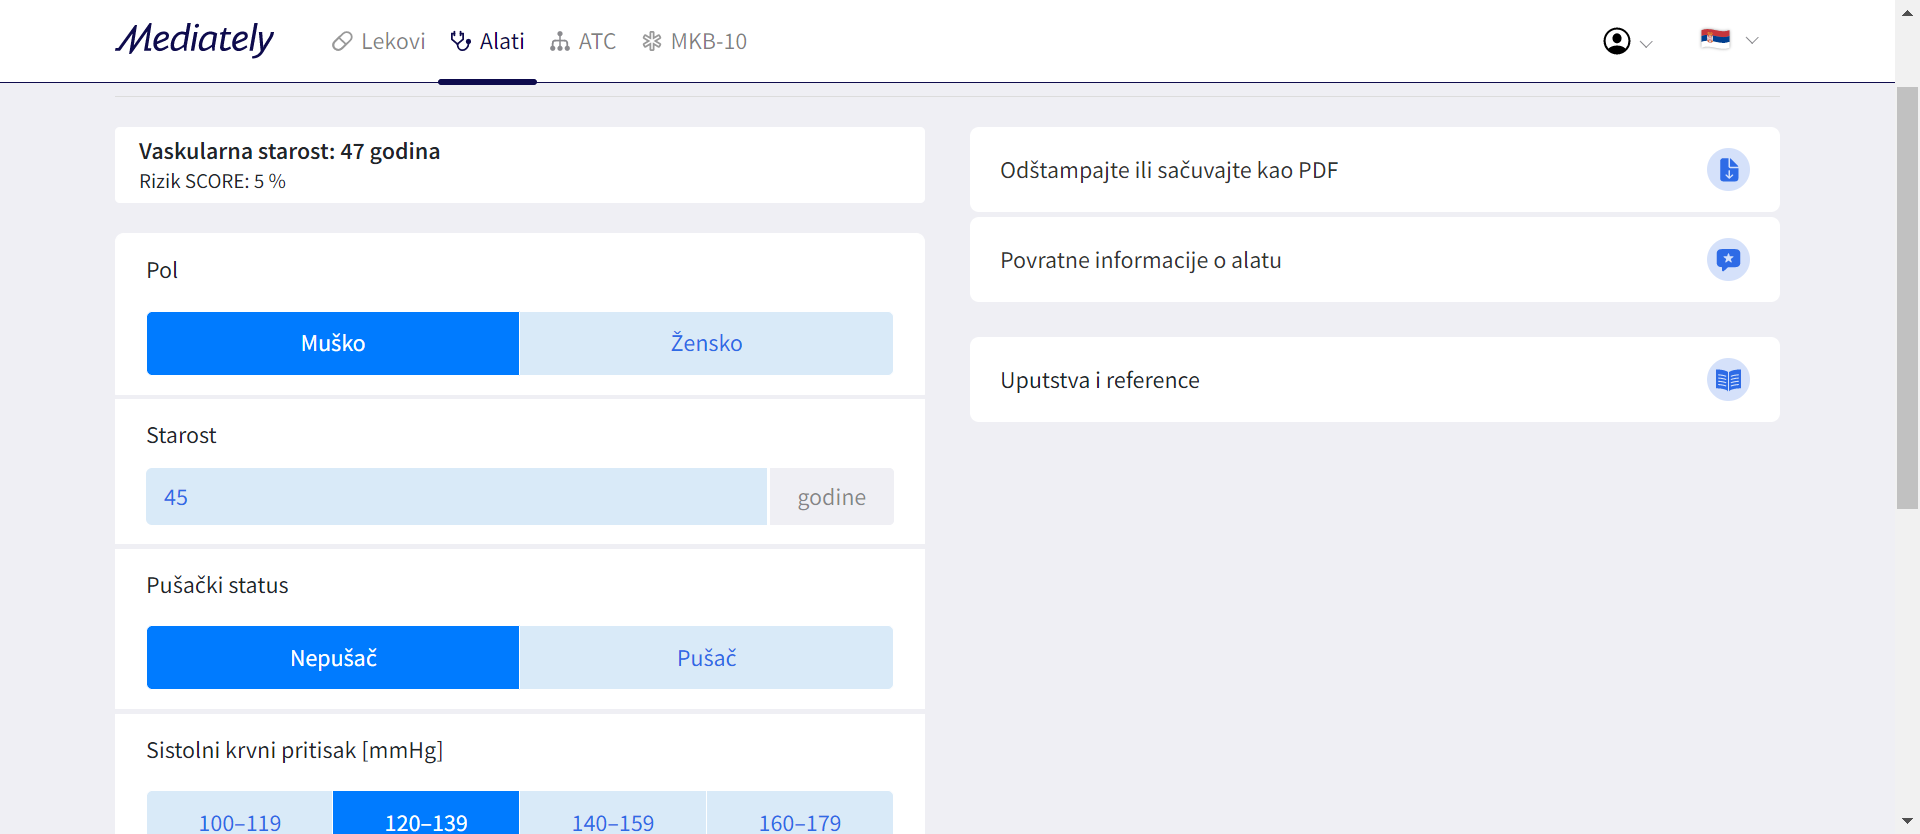 Mediately
Lekovi
Alati
ATC
MKB-10
Vaskularna starost: 47 godina
Rizik SCORE: 5 %
Pol
Muško
Žensko
Starost
45
godine
Pušački status
Nepušač
Pušač
Sistolni krvni pritisak [mmHg]
100–119
120–139
140–159
160–179
Odštampajte ili sačuvajte kao PDF
Povratne informacije o alatu
Uputstva i reference